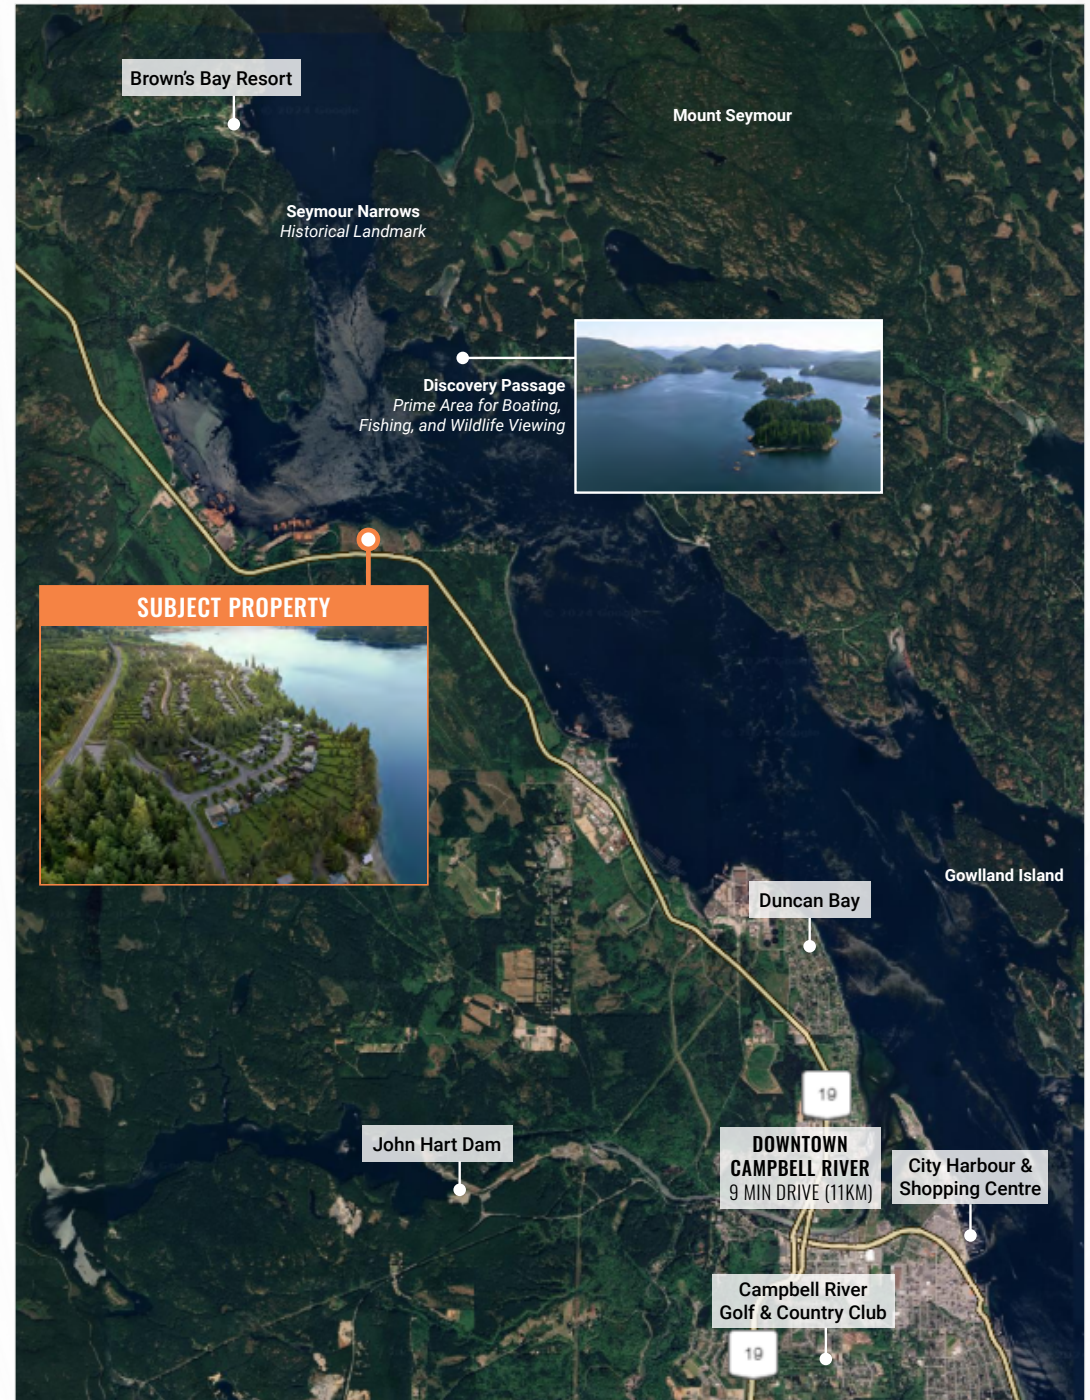 Brown's Bay Resort
Mount Seymour
Seymour Narrows
Historical Landmark
Discovery Passage
Prime Area for Boating,
Fishing, and Wildlife Viewing
SUBJECT PROPERTY
Gowlland Island
Duncan Bay
19
John Hart Dam
DOWNTOWN
CAMPBELL RIVER
9 MIN DRIVE (11KM)
City Harbour &
Shopping Centre
Campbell River
Golf & Country Club
19